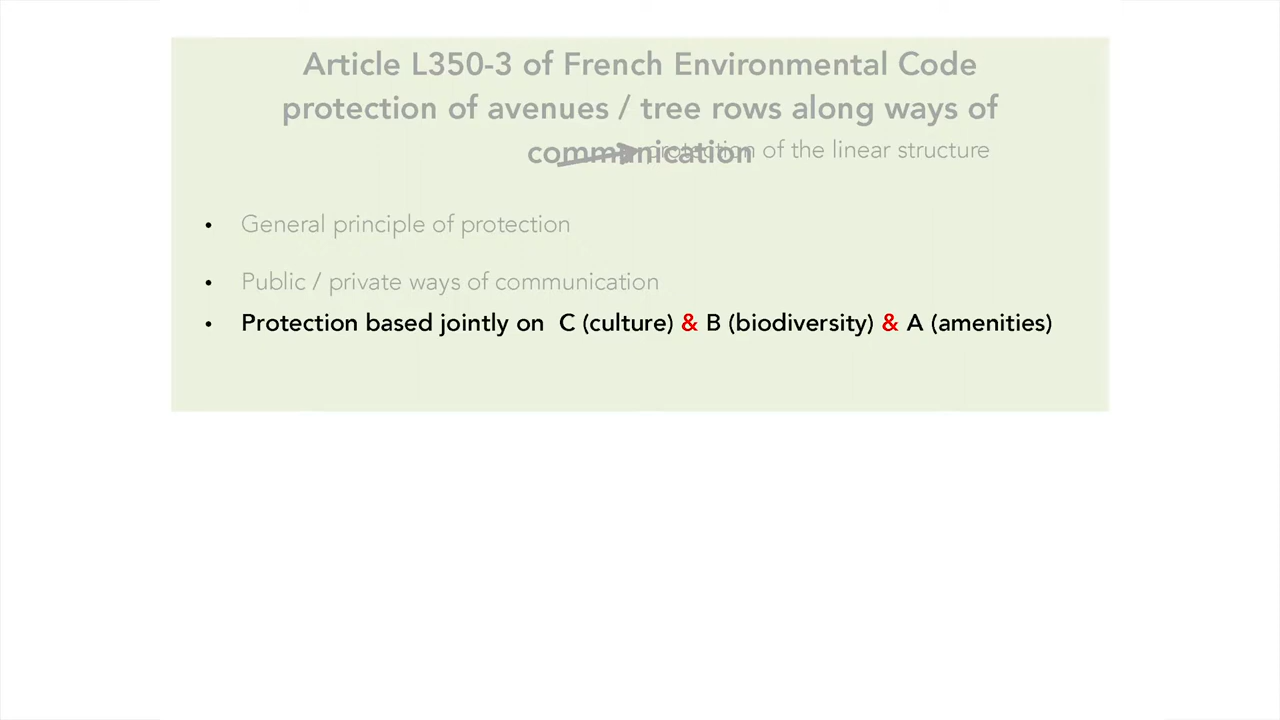 Article L350-3 of French Environmental Code
protection of avenues / tree rows along ways of
communication
protection of the linear structure
• General principle of protection
• Public / private ways of communication
• Protection based jointly on C (culture) & B (biodiversity) & A (amenities)